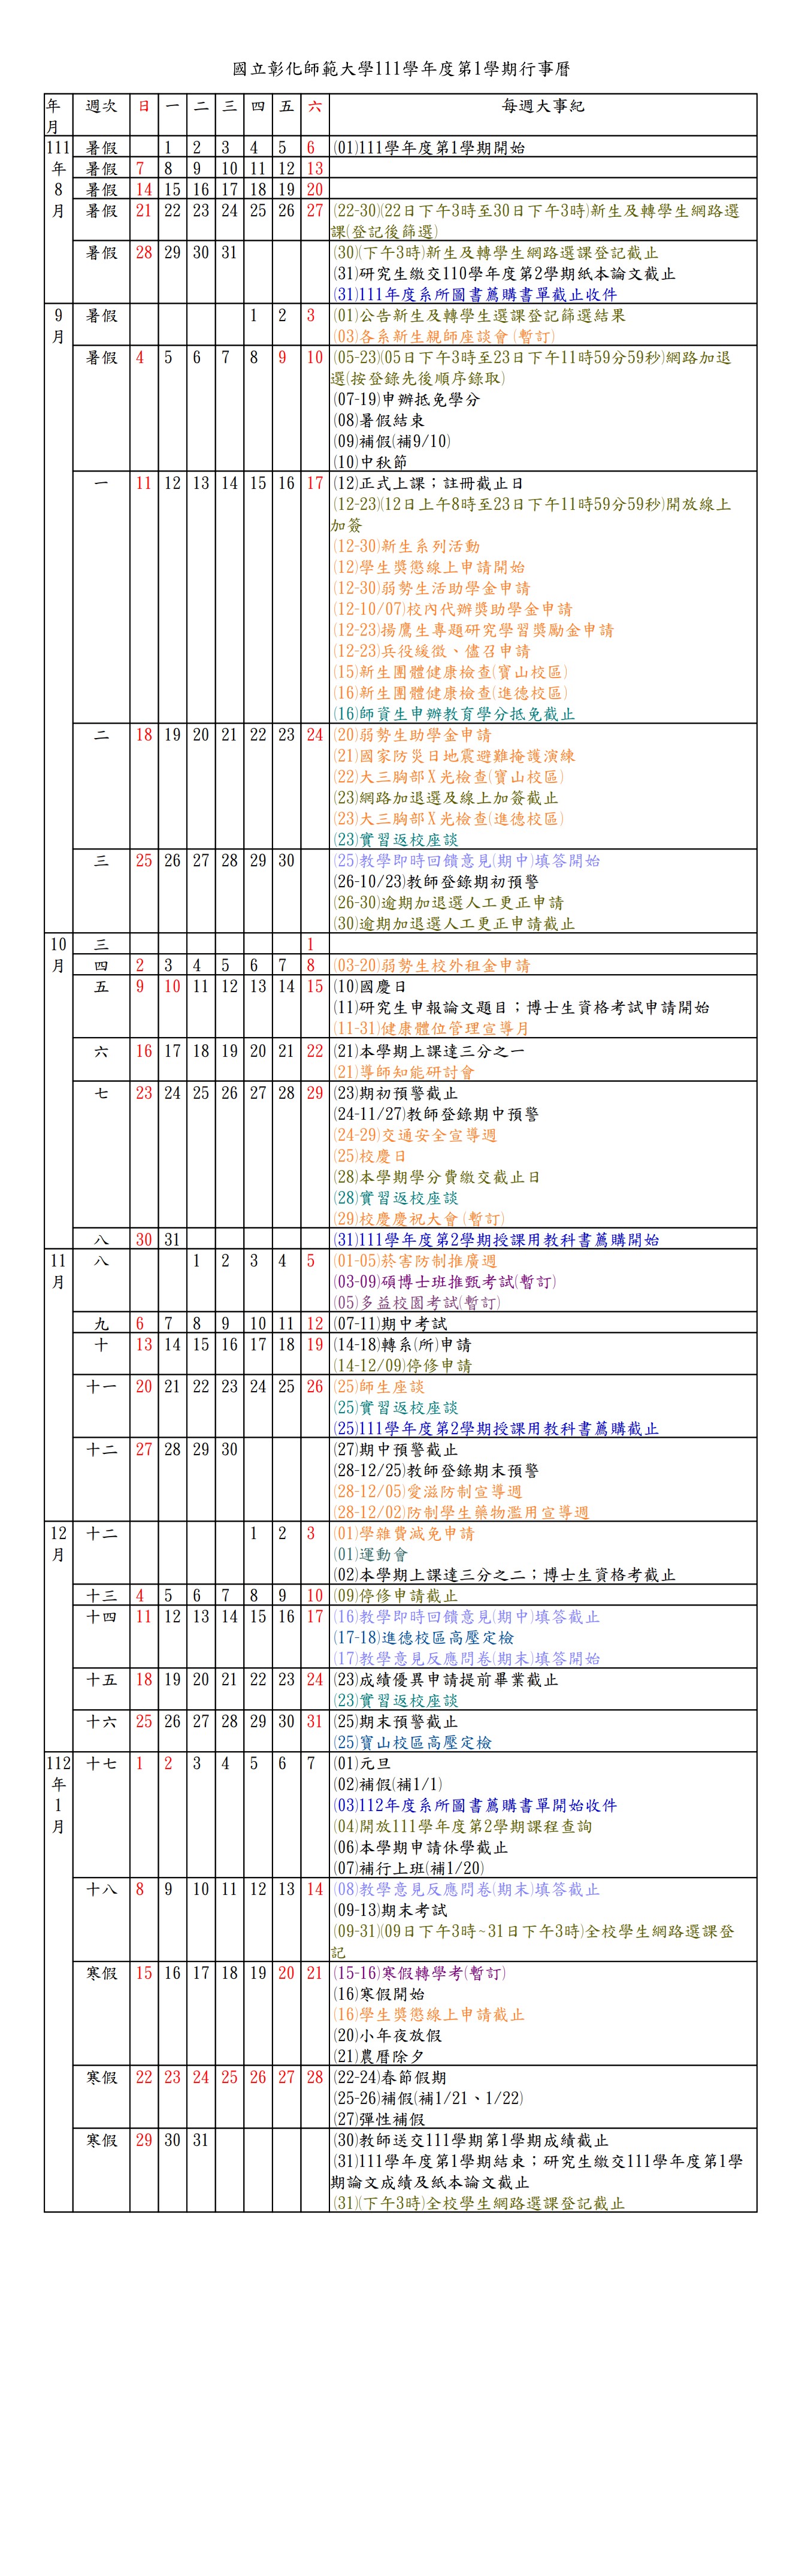 國立彰化師範大學111學年度第1學期行事曆
年月 週次 日 一 二 三 四 五 六 每週大事紀
111年8月 暑假 1 2 3 4 5 6 (01)111學年度第1學期開始
暑假 7 8 9 10 11 12 13
暑假 14 15 16 17 18 19 20
暑假 21 22 23 24 25 26 27 (22-30)(22日下午3時至30日下午3時)新生及轉學生網路選
課(登記後篩選)
暑假 28 29 30 31 (30)(下午3時)新生及轉學生網路選課登記截止
(31)研究生繳交110學年度第2學期紙本論文截止
(31)111年度系所圖書薦購書單截止收件
9月 暑假 1 2 3 (01)公告新生及轉學生選課登記篩選結果
(03)各系新生親師座談會(暫訂)
暑假 4 5 6 7 8 9 10 (05-23)(05日下午3時至23日下午11時59分59秒)網路加退
選(按登錄先後順序錄取)
(07-19)申辦抵免學分
(08)暑假結束
(09)補假(補9/10)
(10)中秋節
一 11 12 13 14 15 16 17 (12)正式上課；註冊截止日
(12-23)(12日上午8時至23日下午11時59分59秒)開放線上
加簽
(12-30)新生系列活動
(12)學生獎懲線上申請開始
(12-30)弱勢生活助學金申請
(12-10/07)校內代辦獎助學金申請
(12-23)揚鷹生專題研究學習獎勵金申請
(12-23)兵役緩徵、儘召申請
(15)新生團體健康檢查(寶山校區)
(16)新生團體健康檢查(進德校區)
(16)師資生申辦教育學分抵免截止
二 18 19 20 21 22 23 24 (20)弱勢生助學金申請
(21)國家防災日地震避難掩護演練
(22)大三胸部X光檢查(寶山校區)
(23)網路加退選及線上加簽截止
(23)大三胸部X光檢查(進德校區)
(23)實習返校座談
三 25 26 27 28 29 30 (25)教學即時回饋意見(期中)填答開始
(26-10/23)教師登錄期初預警
(26-30)逾期加退選人工更正申請
(30)逾期加退選人工更正申請截止
10月 三 1
四 2 3 4 5 6 7 8 (03-20)弱勢生校外租金申請
五 9 10 11 12 13 14 15 (10)國慶日
(11)研究生申報論文題目；博士生資格考試申請開始
(11-31)健康體位管理宣導月
六 16 17 18 19 20 21 22 (21)本學期上課達三分之一
(21)導師知能研討會
七 23 24 25 26 27 28 29 (23)期初預警截止
(24-11/27)教師登錄期中預警
(24-29)交通安全宣導週
(25)校慶日
(28)本學期學分費繳交截止日
(28)實習返校座談
(29)校慶慶祝大會(暫訂)
八 30 31 (31)111學年度第2學期授課用教科書薦購開始
11月 八 1 2 3 4 5 (01-05)菸害防制推廣週
(03-09)碩博士班推甄考試(暫訂)
(05)多益校園考試(暫訂)
九 6 7 8 9 10 11 12 (07-11)期中考試
十 13 14 15 16 17 18 19 (14-18)轉系(所)申請
(14-12/09)停修申請
十一 20 21 22 23 24 25 26 (25)師生座談
(25)實習返校座談
(25)111學年度第2學期授課用教科書薦購截止
十二 27 28 29 30 (27)期中預警截止
(28-12/25)教師登錄期末預警
(28-12/05)愛滋防制宣導週
(28-12/02)防制學生藥物濫用宣導週
12月 十二 1 2 3 (01)學雜費減免申請
(01)運動會
(02)本學期上課達三分之二；博士生資格考截止
十三 4 5 6 7 8 9 10 (09)停修申請截止
十四 11 12 13 14 15 16 17 (16)教學即時回饋意見(期中)填答截止
(17-18)進德校區高壓定檢
(17)教學意見反應問卷(期末)填答開始
十五 18 19 20 21 22 23 24 (23)成績優異申請提前畢業截止
(23)實習返校座談
十六 25 26 27 28 29 30 31 (25)期末預警截止
(25)寶山校區高壓定檢
112年1月 十七 1 2 3 4 5 6 7 (01)元旦
(02)補假(補1/1)
(03)112年度系所圖書薦購書單開始收件
(04)開放111學年度第2學期課程查詢
(06)本學期申請休學截止
(07)補行上班(補1/20)
十八 8 9 10 11 12 13 14 (08)教學意見反應問卷(期末)填答截止
(09-13)期末考試
(09-31)(09日下午3時~31日下午3時)全校學生網路選課登
記
寒假 15 16 17 18 19 20 21 (15-16)寒假轉學考(暫訂)
(16)寒假開始
(16)學生獎懲線上申請截止
(20)小年夜放假
(21)農曆除夕
寒假 22 23 24 25 26 27 28 (22-24)春節假期
(25-26)補假(補1/21、1/22)
(27)彈性補假
寒假 29 30 31 (30)教師送交111學期第1學期成績截止
(31)111學年度第1學期結束；研究生繳交111學年度第1學
期論文成績及紙本論文截止
(31)(下午3時)全校學生網路選課登記截止